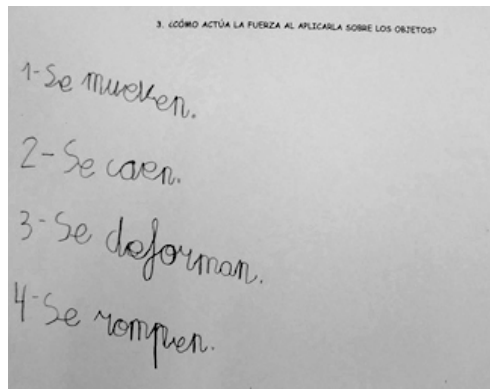 3. ¿CÓMO ACTÚA LA FUERZA AL APLICARLA SOBRE LOS OBJETOS?
1-Se mueven.
2-Se caen.
3-Se deforman.
4-Se rompen.